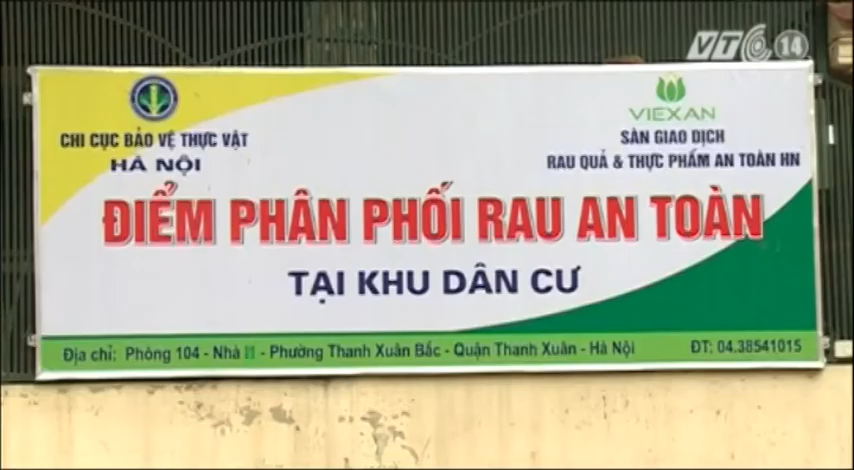 VTC 14
CHI CỤC BẢO VỆ THỰC VẬT
HÀ NỘI
VIEXAN
SÀN GIAO DỊCH
RAU QUẢ & THỰC PHẨM AN TOÀN HN
ĐIỂM PHÂN PHỐI RAU AN TOÀN
TẠI KHU DÂN CƯ
Địa chỉ: Phòng 104 - Nhà - Phường Thanh Xuân Bắc - Quận Thanh Xuân - Hà Nội ĐT: 04.38541015